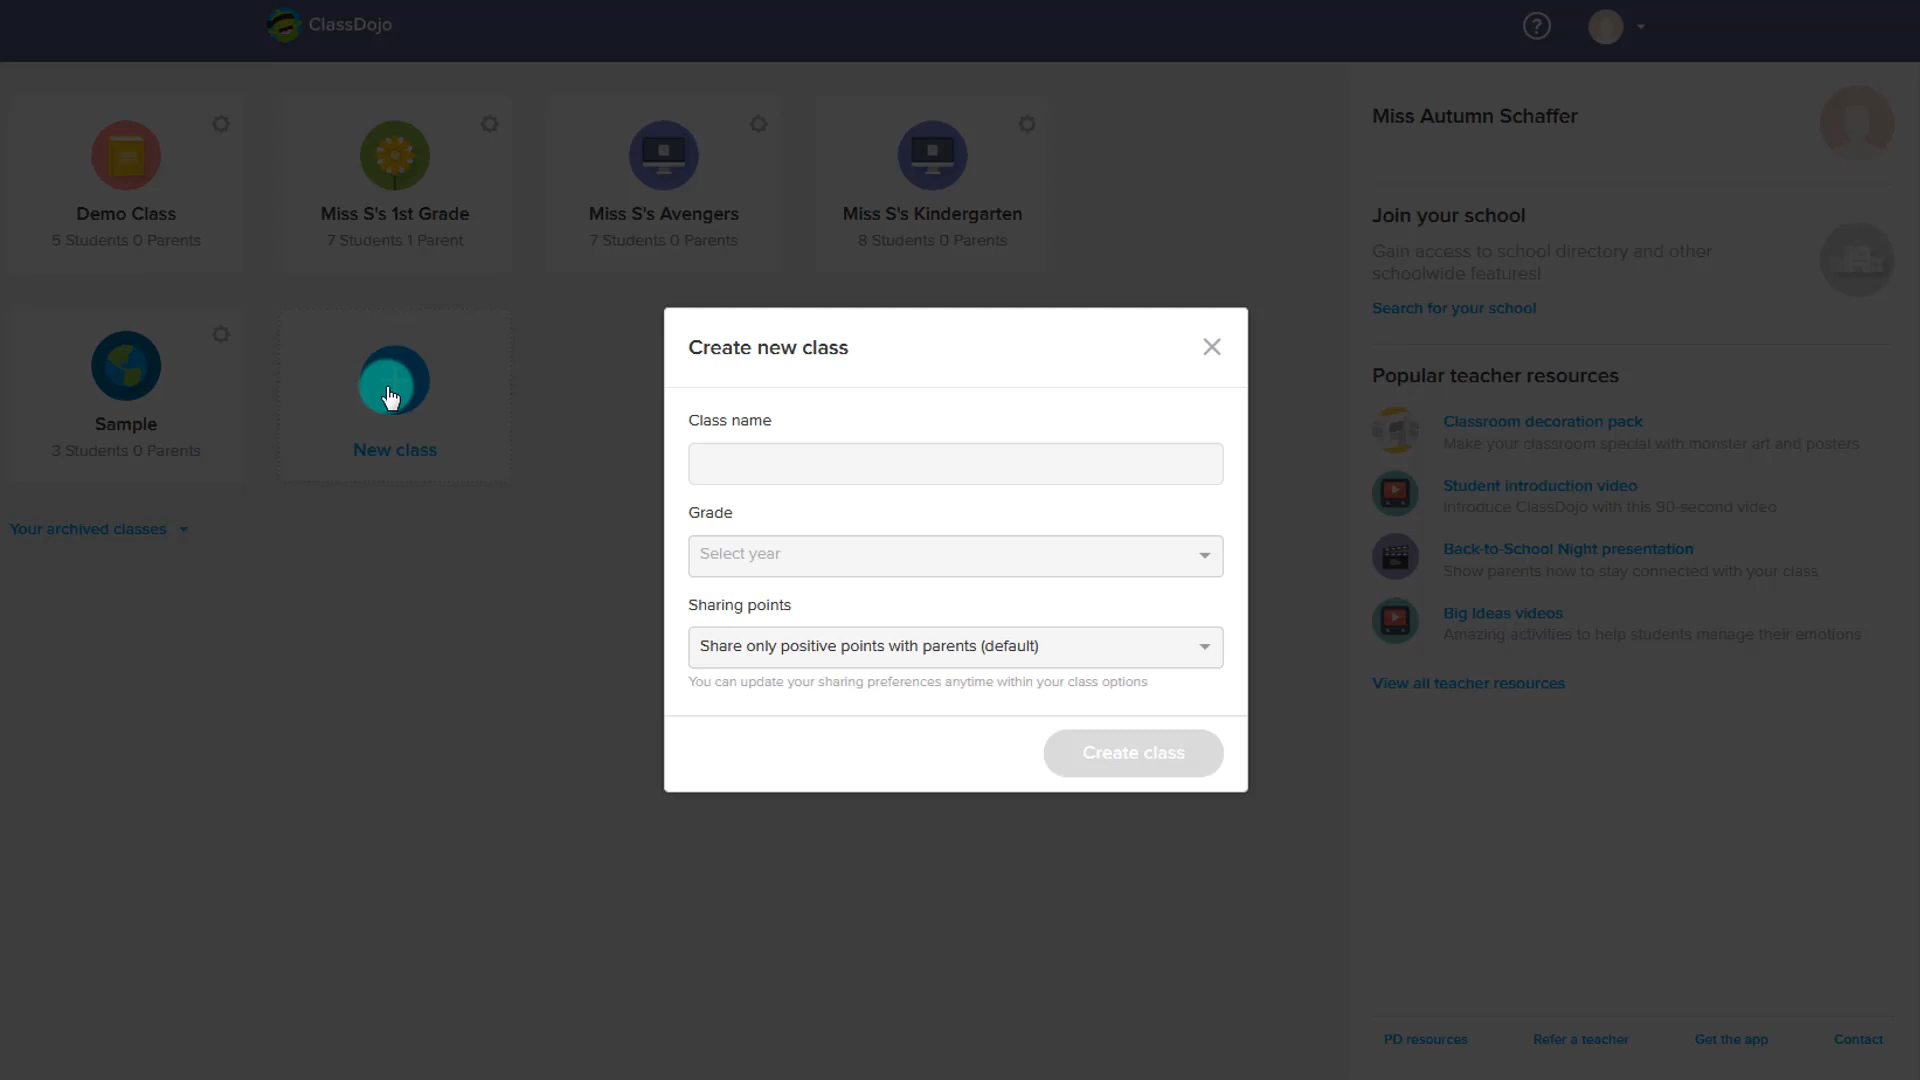 ClassDojo
?
Demo Class
5 Students 0 Parents
Miss S's 1st Grade
7 Students 1 Parent
Miss S's Avengers
7 Students 0 Parents
Miss S's Kindergarten
8 Students 0 Parents
Sample
3 Students 0 Parents
New class
Your archived classes
Create new class
Class name
Grade
Select year
Sharing points
Share only positive points with parents (default)
You can update your sharing preferences anytime within your class options
Create class
Miss Autumn Schaffer
Join your school
Gain access to school directory and other
schoolwide features!
Search for your school
Popular teacher resources
Classroom decoration pack
Make your classroom special with monster art and posters
Student introduction video
Introduce ClassDojo with this 90-second video
Back-to-School Night presentation
Show parents how to stay connected with your class
Big Ideas videos
Amazing activities to help students manage their emotions
View all teacher resources
PD resources
Refer a teacher
Get the app
Contact